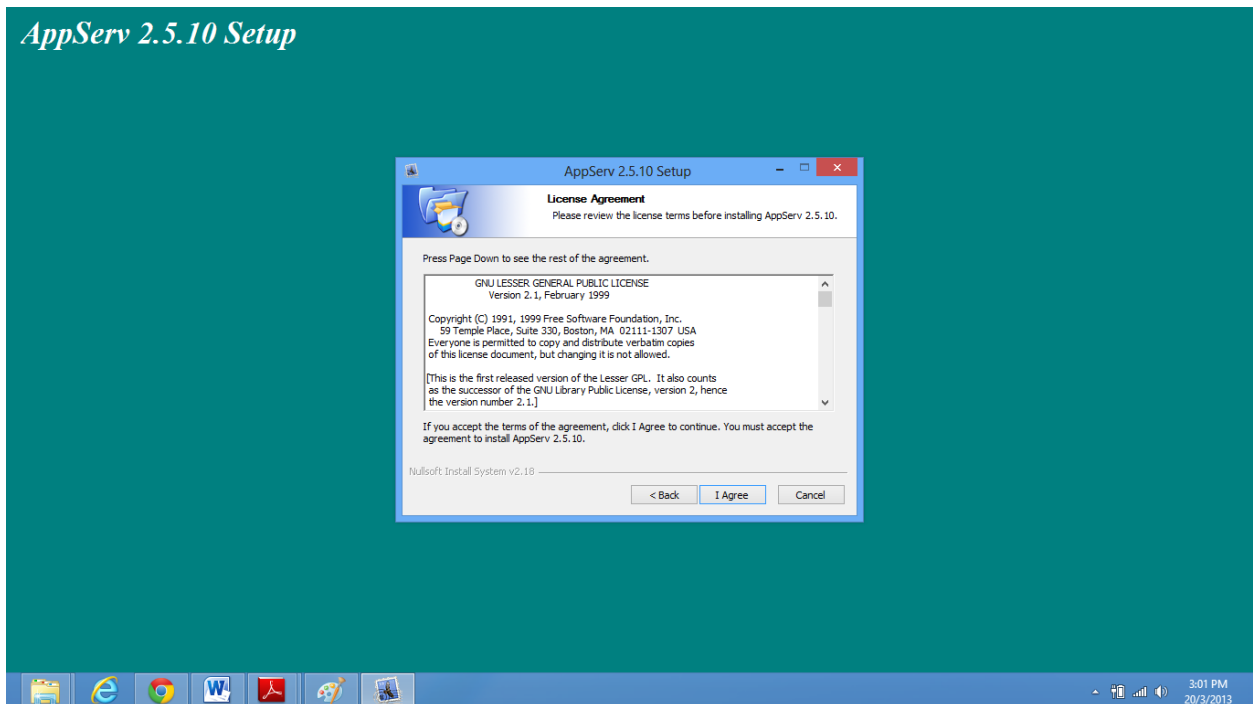 AppServ 2.5.10 Setup
AppServ 2.5.10 Setup
License Agreement
Please review the license terms before installing AppServ 2.5.10.
Press Page Down to see the rest of the agreement.
GNU LESSER GENERAL PUBLIC LICENSE
Version 2.1, February 1999
Copyright (C) 1991, 1999 Free Software Foundation, Inc.
59 Temple Place, Suite 330, Boston, MA 02111-1307 USA
Everyone is permitted to copy and distribute verbatim copies
of this license document, but changing it is not allowed.
[This is the first released version of the Lesser GPL. It also counts
as the successor of the GNU Library Public License, version 2, hence
the version number 2.1.]
If you accept the terms of the agreement, click I Agree to continue. You must accept the
agreement to install AppServ 2.5.10.
Nullsoft Install System v2.18
< Back I Agree Cancel
3:01 PM
20/3/2013